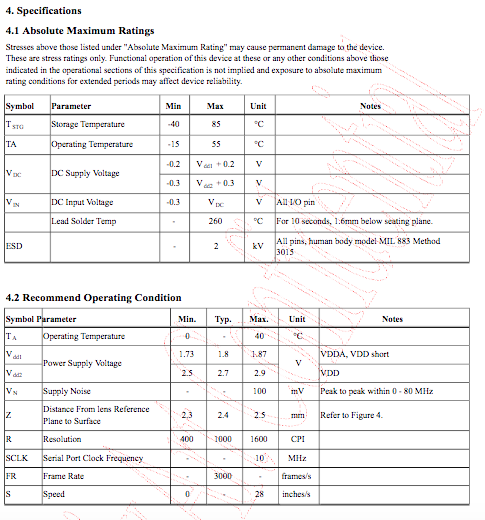 4. Specifications
4.1 Absolute Maximum Ratings
Stresses above those listed under "Absolute Maximum Rating" may cause permanent damage to the device.
These are stress ratings only. Functional operation of this device at these or any other conditions above those
indicated in the operational sections of this specification is not implied and exposure to absolute maximum
rating conditions for extended periods may affect device reliability.
Symbol Parameter Min Max Unit Notes
T STG Storage Temperature -40 85 °C
TA Operating Temperature -15 55 °C
V DC DC Supply Voltage -0.2 V dd1 + 0.2 V
-0.3 V dd2 + 0.3 V
V IN DC Input Voltage -0.3 V DC V All I/O pin
Lead Solder Temp - 260 °C For 10 seconds, 1.6mm below seating plane.
ESD - 2 kV All pins, human body model MIL 883 Method
3015
4.2 Recommend Operating Condition
Symbol Parameter Min. Typ. Max. Unit Notes
T A Operating Temperature 0 - 40 °C
V dd1 Power Supply Voltage 1.73 1.8 1.87 V VDDA, VDD short
V dd2 2.5 2.7 2.9 VDD
V N Supply Noise - - 100 mV Peak to peak within 0 - 80 MHz
Z Distance From lens Reference
Plane to Surface 2.3 2.4 2.5 mm Refer to Figure 4.
R Resolution 400 1000 1600 CPI
SCLK Serial Port Clock Frequency - - 10 MHz
FR Frame Rate 3000 - frames/s
S Speed 0 - 28 inches/s